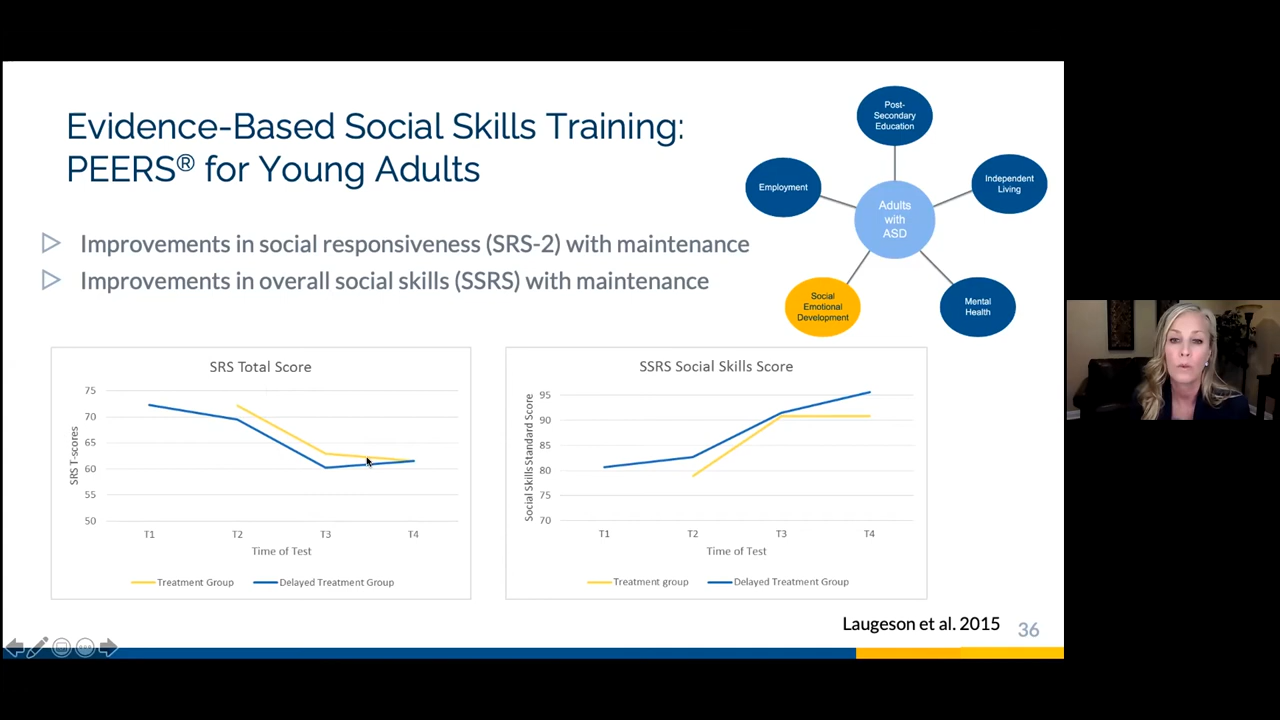 Evidence-Based Social Skills Training:
PEERS® for Young Adults
Improvements in social responsiveness (SRS-2) with maintenance
Improvements in overall social skills (SSRS) with maintenance
Post-
Secondary
Education
Employment
Independent
Living
Adults
with
ASD
Social
Emotional
Development
Mental
Health
SRS Total Score
SRS T-scores
75
70
65
60
55
50
T1 T2 T3 T4
Time of Test
Treatment Group Delayed Treatment Group
SSRS Social Skills Score
Social Skills Standard Score
95
90
85
80
75
70
T1 T2 T3 T4
Time of Test
Treatment group Delayed Treatment Group
Laugeson et al. 2015
36